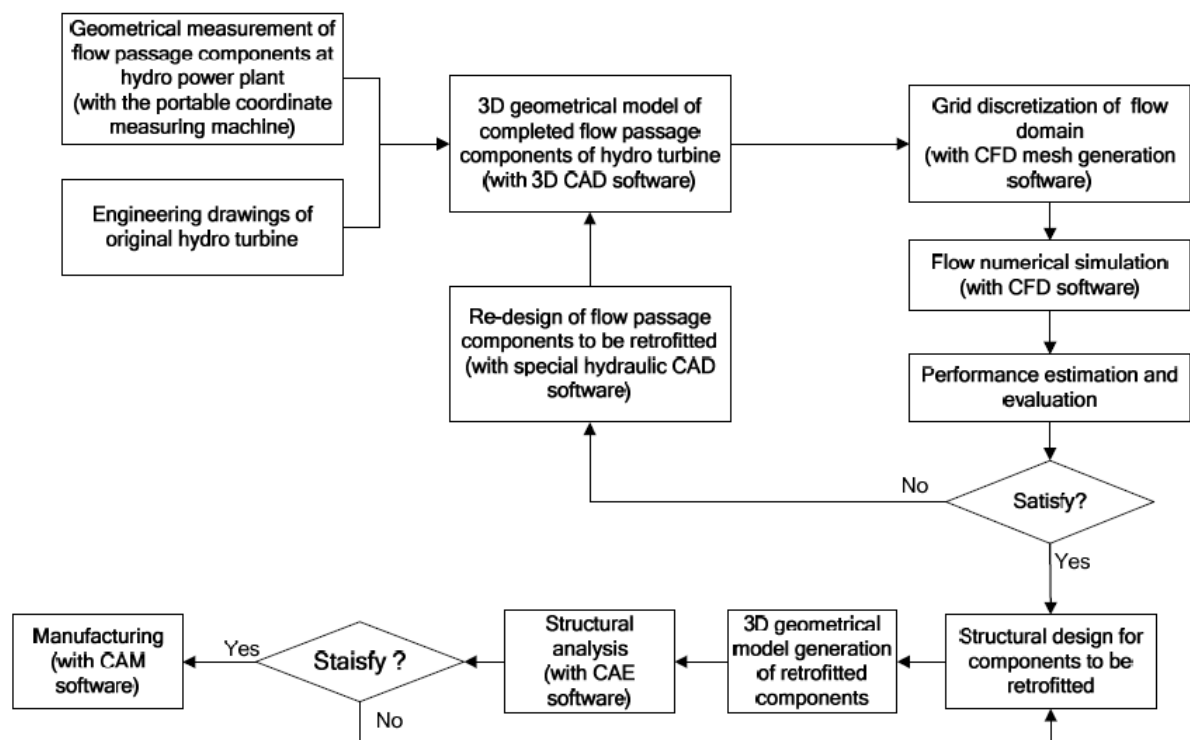 Geometrical measurement of
flow passage components at
hydro power plant
(with the portable coordinate
measuring machine)
Engineering drawings of
original hydro turbine
3D geometrical model of
completed flow passage
components of hydro turbine
(with 3D CAD software)
Grid discretization of flow
domain
(with CFD mesh generation
software)
Flow numerical simulation
(with CFD software)
Re-design of flow passage
components to be retrofitted
(with special hydraulic CAD
software)
Performance estimation and
evaluation
No
Satisfy?
Yes
Manufacturing
(with CAM
software)
Yes
Staisfy ?
No
Structural
analysis
(with CAE
software)
3D geometrical
model generation
of retrofitted
components
Structural design for
components to be
retrofitted